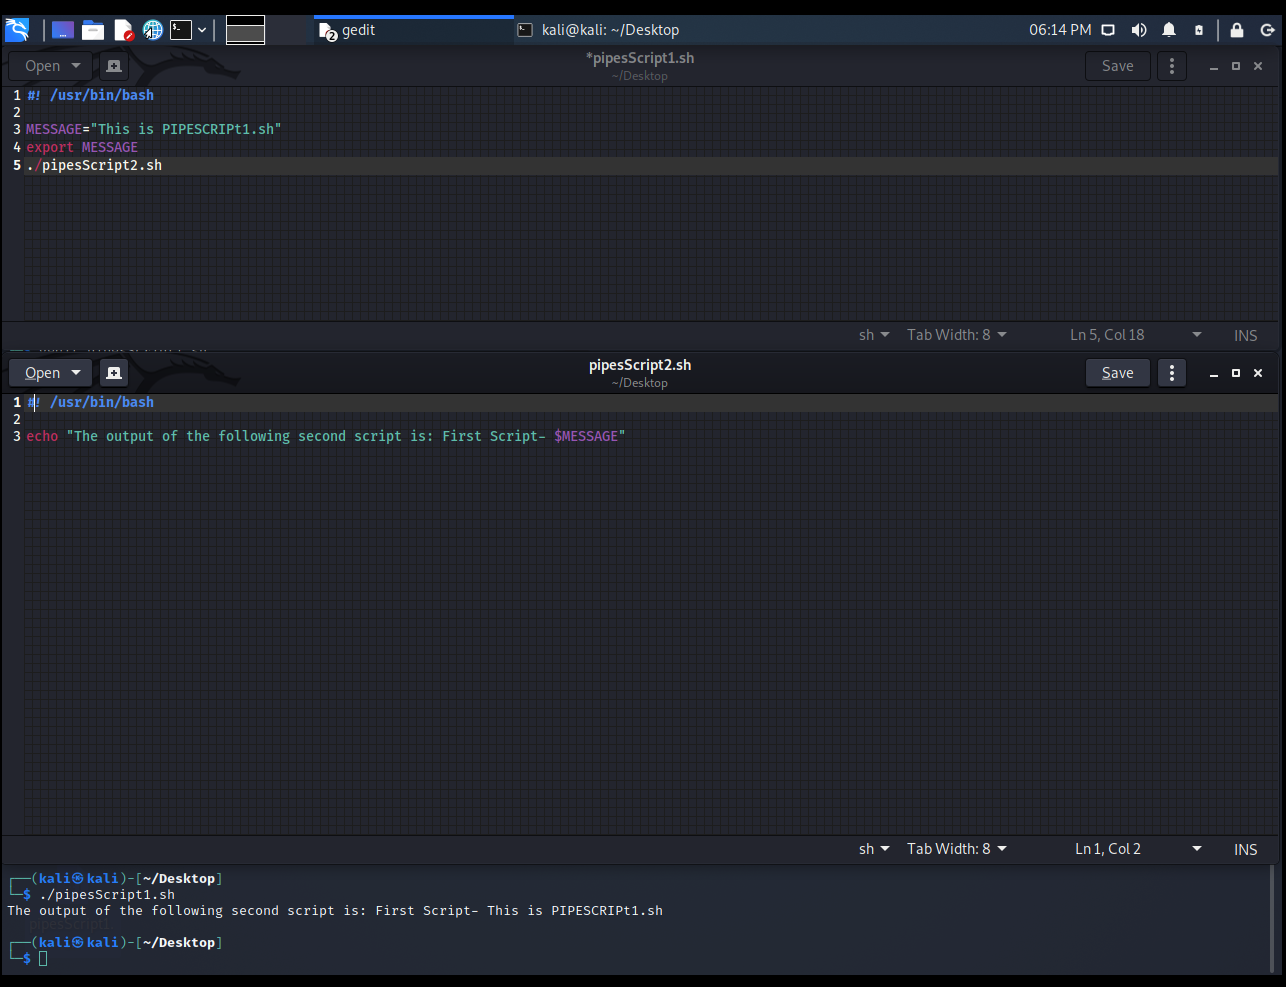 gedit
kali@kali: ~/Desktop
06:14 PM
Open
*pipesScript1.sh
~/Desktop
Save
1 #! /usr/bin/bash
2
3 MESSAGE="This is PIPESCRIPt1.sh"
4 export MESSAGE
5 ./pipesScript2.sh
sh Tab Width: 8 Ln 5, Col 18 INS
Open
pipesScript2.sh
~/Desktop
Save
1 #! /usr/bin/bash
2
3 echo "The output of the following second script is: First Script- $MESSAGE"
sh Tab Width: 8 Ln 1, Col 2 INS
┌──(kali㉿kali)-[~/Desktop]
└─$ ./pipesScript1.sh
The output of the following second script is: First Script- This is PIPESCRIPt1.sh
┌──(kali㉿kali)-[~/Desktop]
└─$